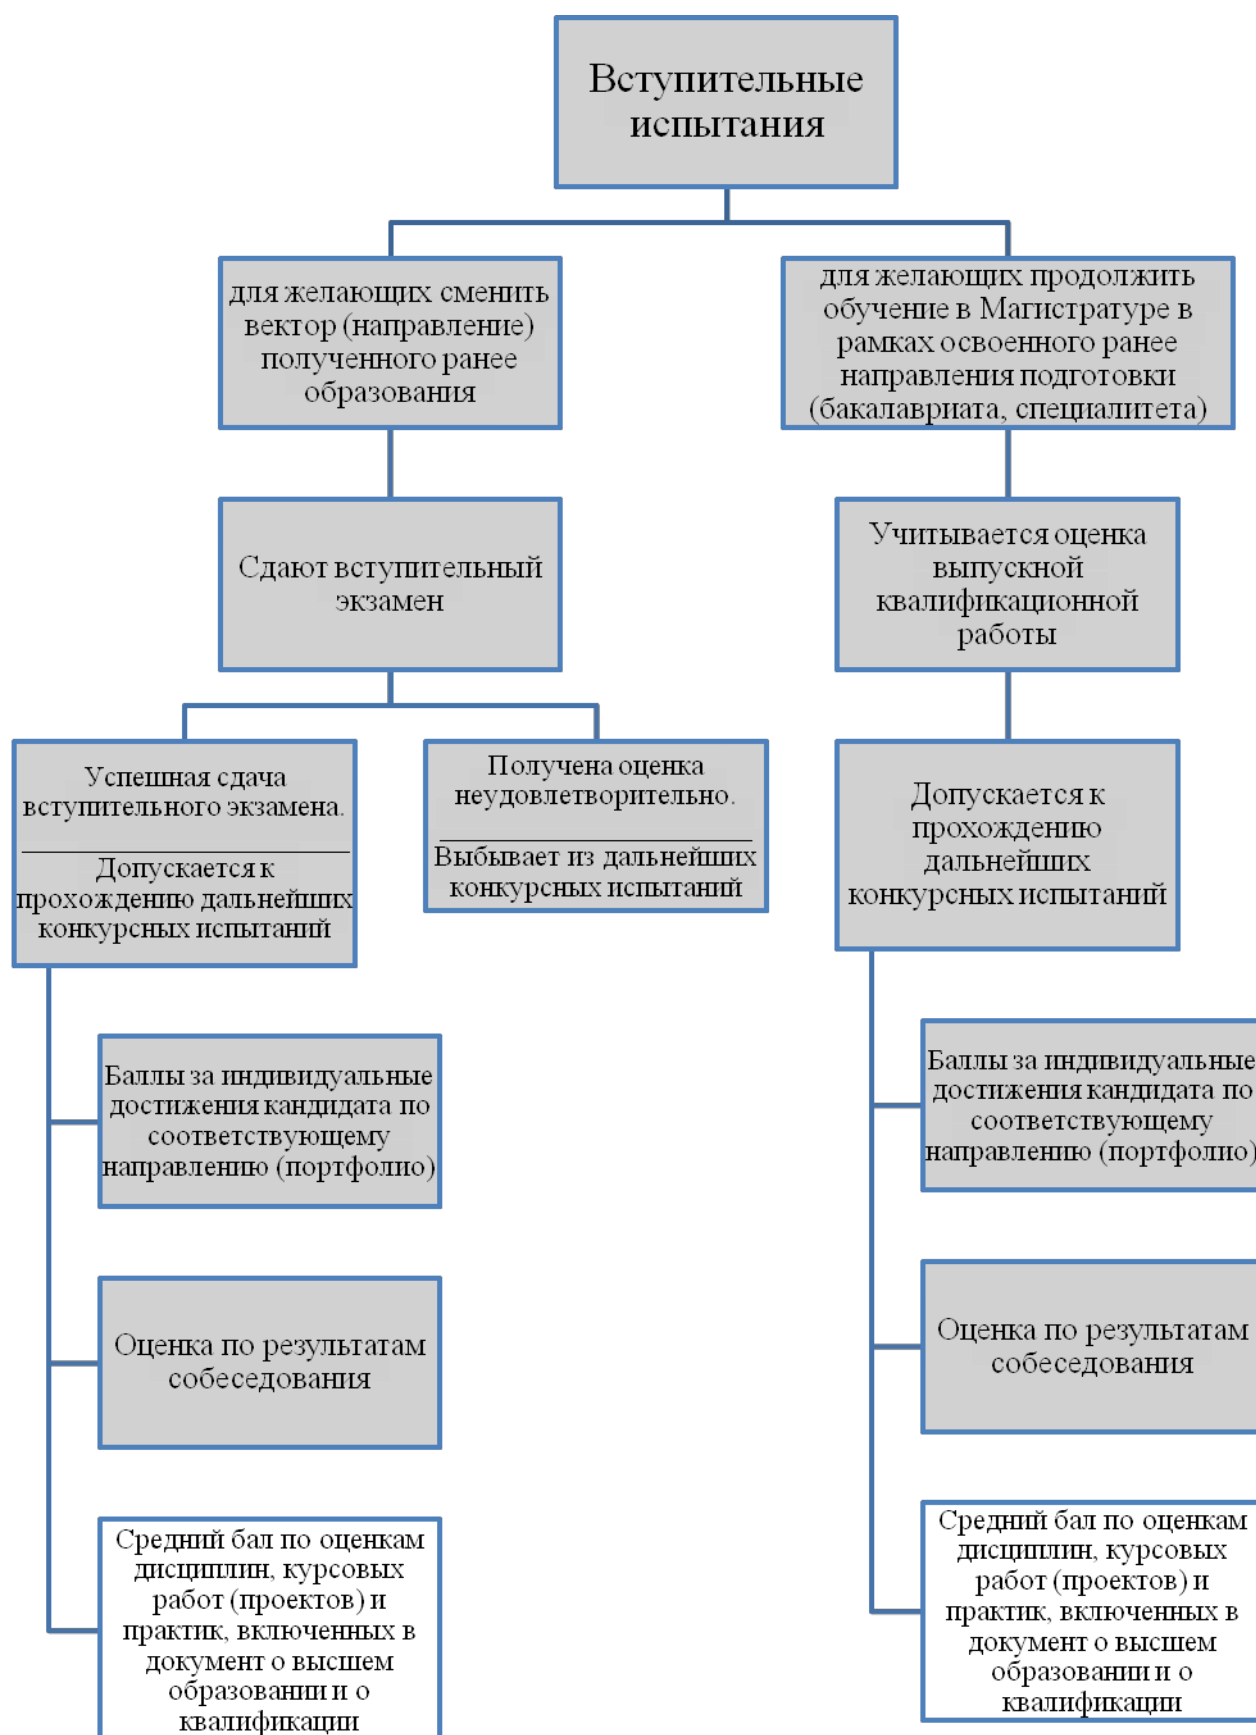 Вступительные
испытания
для желающих сменить
вектор (направление)
полученного ранее
образования
для желающих продолжить
обучение в Магистратуре в
рамках освоенного ранее
направления подготовки
(бакалавриата, специалитета)
Сдают вступительный
экзамен
Учитывается оценка
выпускной
квалификационной
работы
Успешная сдача
вступительного экзамена.
Допускается к
прохождению дальнейших
конкурсных испытаний
Получена оценка
неудовлетворительно.
Выбывает из дальнейших
конкурсных испытаний
Допускается к
прохождению
дальнейших
конкурсных испытаний
Баллы за индивидуальные
достижения кандидата по
соответствующему
направлению (портфолио)
Оценка по результатам
собеседования
Средний бал по оценкам
дисциплин, курсовых
работ (проектов) и
практик, включенных в
документ о высшем
образовании и о
квалификации
Баллы за индивидуальные
достижения кандидата по
соответствующему
направлению (портфолио)
Оценка по результатам
собеседования
Средний бал по оценкам
дисциплин, курсовых
работ (проектов) и
практик, включенных в
документ о высшем
образовании и о
квалификации